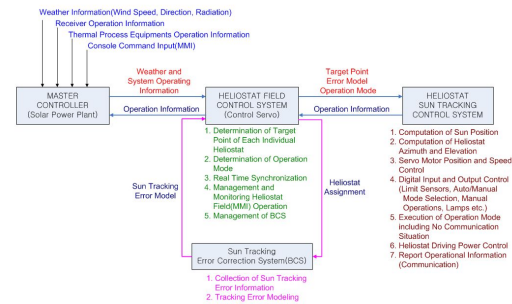 Weather Information(Wind Speed, Direction, Radiation)
Receiver Operation Information
Thermal Process Equipments Operation Information
Console Command Input(MMI)
Weather and
System Operating
Information
Target Point
Error Model
Operation Mode
MASTER
CONTROLLER
(Solar Power Plant)
Operation Information
HELIOSTAT FIELD
CONTROL SYSTEM
(Control Servo)
Operation Information
HELIOSTAT
SUN TRACKING
CONTROL SYSTEM
1. Determination of Target
Point of Each Individual
Heliostat
2. Determination of Operation
Mode
3. Real Time Synchronization
4. Management and
Monitoring Heliostat
Field(MMI) Operation
5. Management of BCS
1. Computation of Sun Position
2. Computation of Heliostat
Azimuth and Elevation
3. Servo Motor Position and Speed
Control
4. Digital Input and Output Control
(Limit Sensors, Auto/Manual
Mode Selection, Manual
Operations, Lamps etc.)
5. Execution of Operation Mode
including No Communication
Situation
6. Heliostat Driving Power Control
7. Report Operational Information
(Communication)
Sun Tracking
Error Model
Heliostat
Assignment
Sun Tracking
Error Correction System(BCS)
1. Collection of Sun Tracking
Error Information
2. Tracking Error Modeling